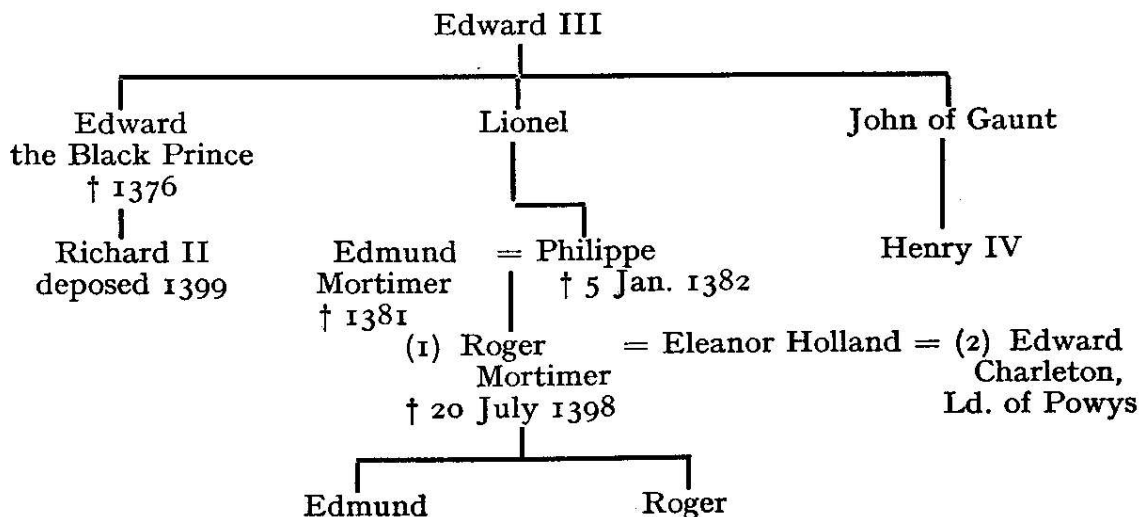 Edward III
Edward
the Black Prince
† 1376
Lionel
John of Gaunt
Richard II
deposed 1399
Edmund
Mortimer
† 1381
= Philippe
† 5 Jan. 1382
Henry IV
(1) Roger
Mortimer
† 20 July 1398
= Eleanor Holland = (2) Edward
Charleton,
Ld. of Powys
Edmund
Roger